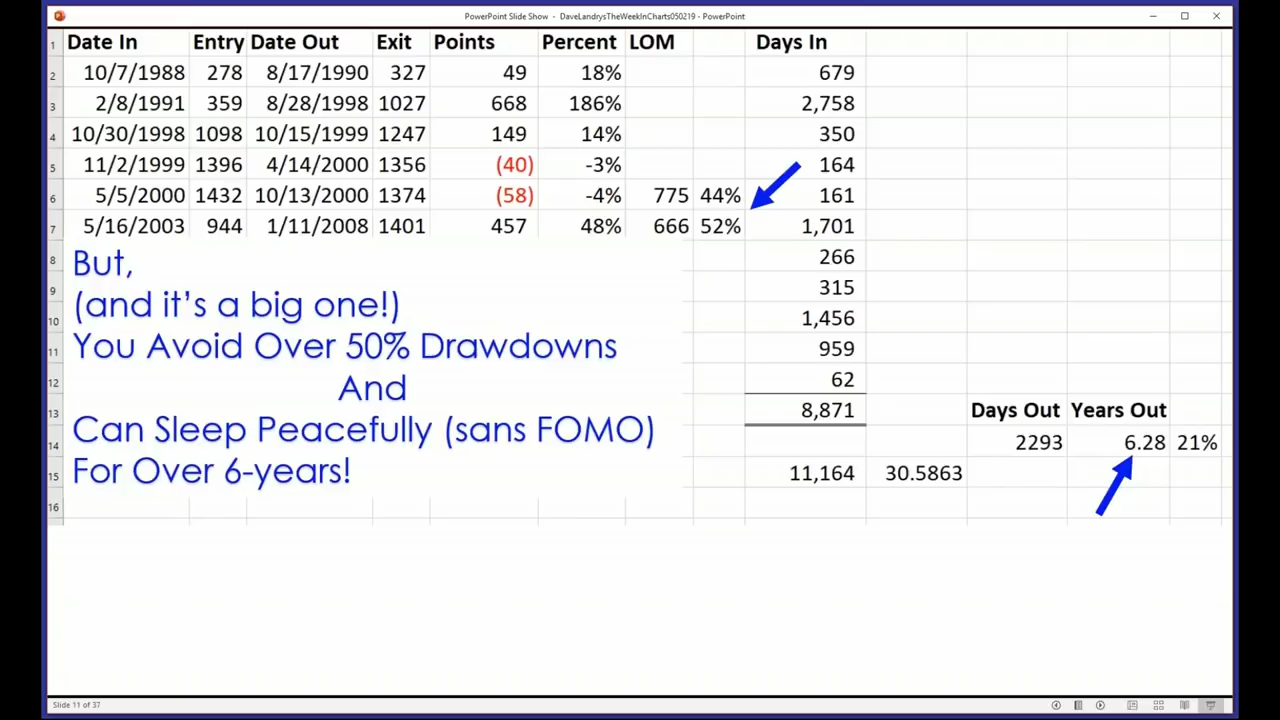 PowerPoint Slide Show - DaveLandrysTheWeekInCharts050219 - PowerPoint
1 Date In Entry Date Out Exit Points Percent LOM Days In
2 10/7/1988 278 8/17/1990 327 49 18% 679
3 2/8/1991 359 8/28/1998 1027 668 186% 2,758
4 10/30/1998 1098 10/15/1999 1247 149 14% 350
5 11/2/1999 1396 4/14/2000 1356 (40) -3% 164
6 5/5/2000 1432 10/13/2000 1374 (58) -4% 775 44% 161
7 5/16/2003 944 1/11/2008 1401 457 48% 666 52% 1,701
8 But, 266
9 (and it's a big one!) 315
10 You Avoid Over 50% Drawdowns 1,456
11 959
12 And 62
13 Can Sleep Peacefully (sans FOMO) 8,871 Days Out Years Out
14 2293 6.28 21%
15 For Over 6-years! 11,164 30.5863
16
Slide 11 of 37